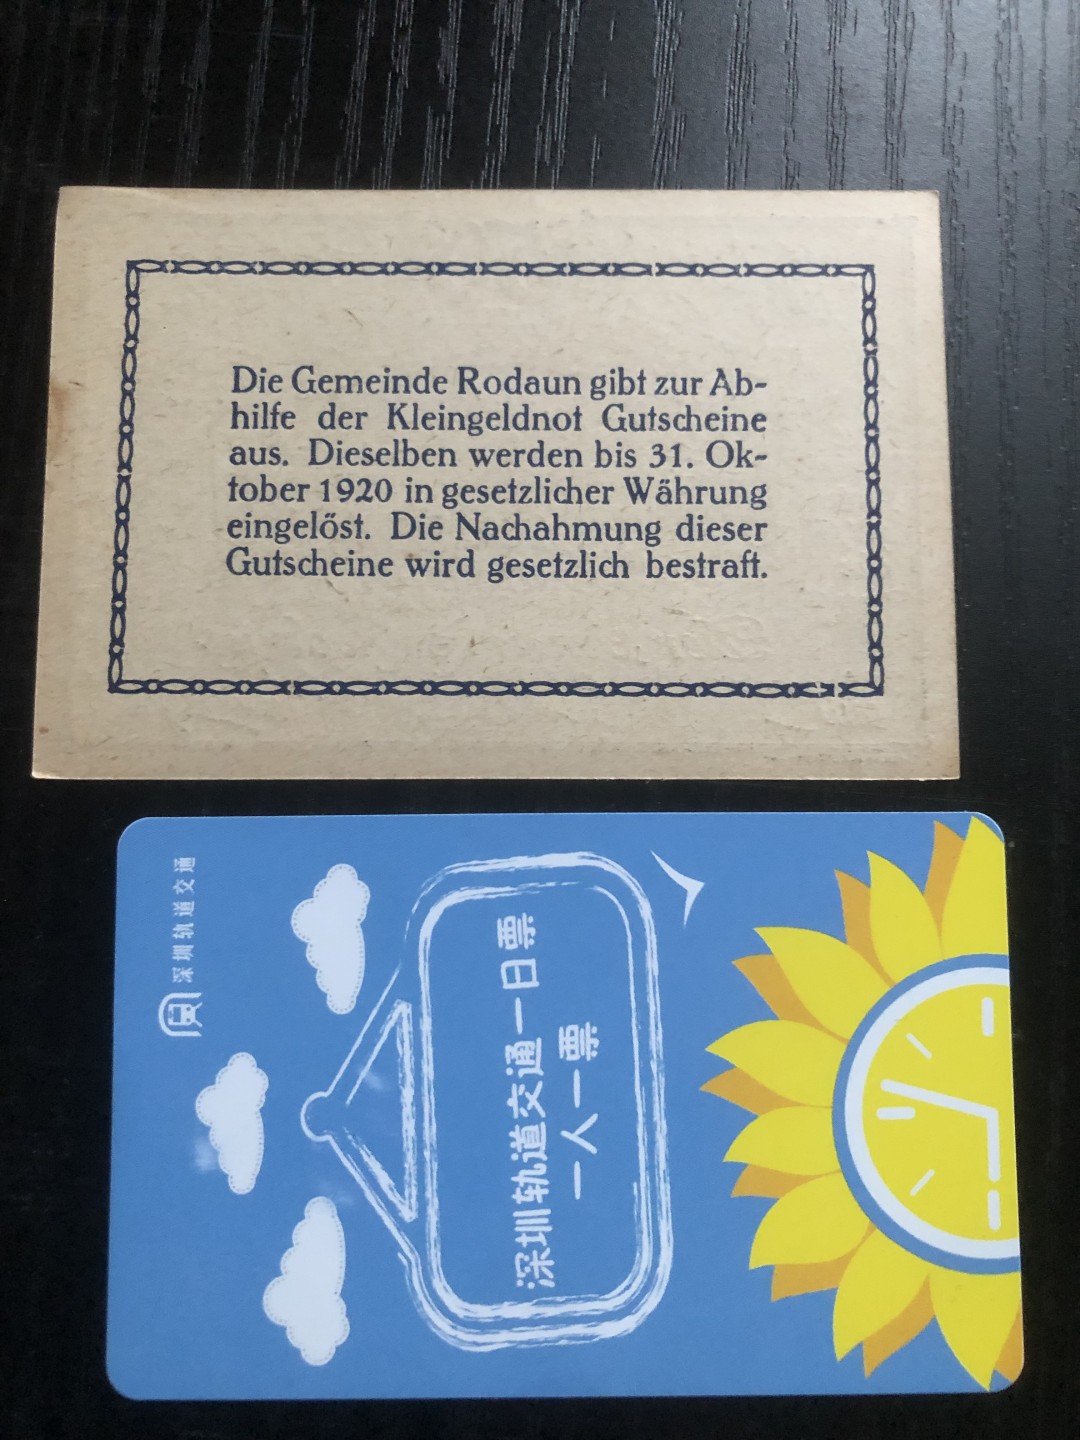 Die Gemeinde Rodaun gibt zur Ab-
hilfe der Kleingeldnot Gutscheine
aus. Dieselben werden bis 31. Ok-
tober 1920 in gesetzlicher Währung
eingelöst. Die Nachahmung dieser
Gutscheine wird gesetzlich bestraft.
深圳轨道交通
深圳轨道交通一日票
一人一票